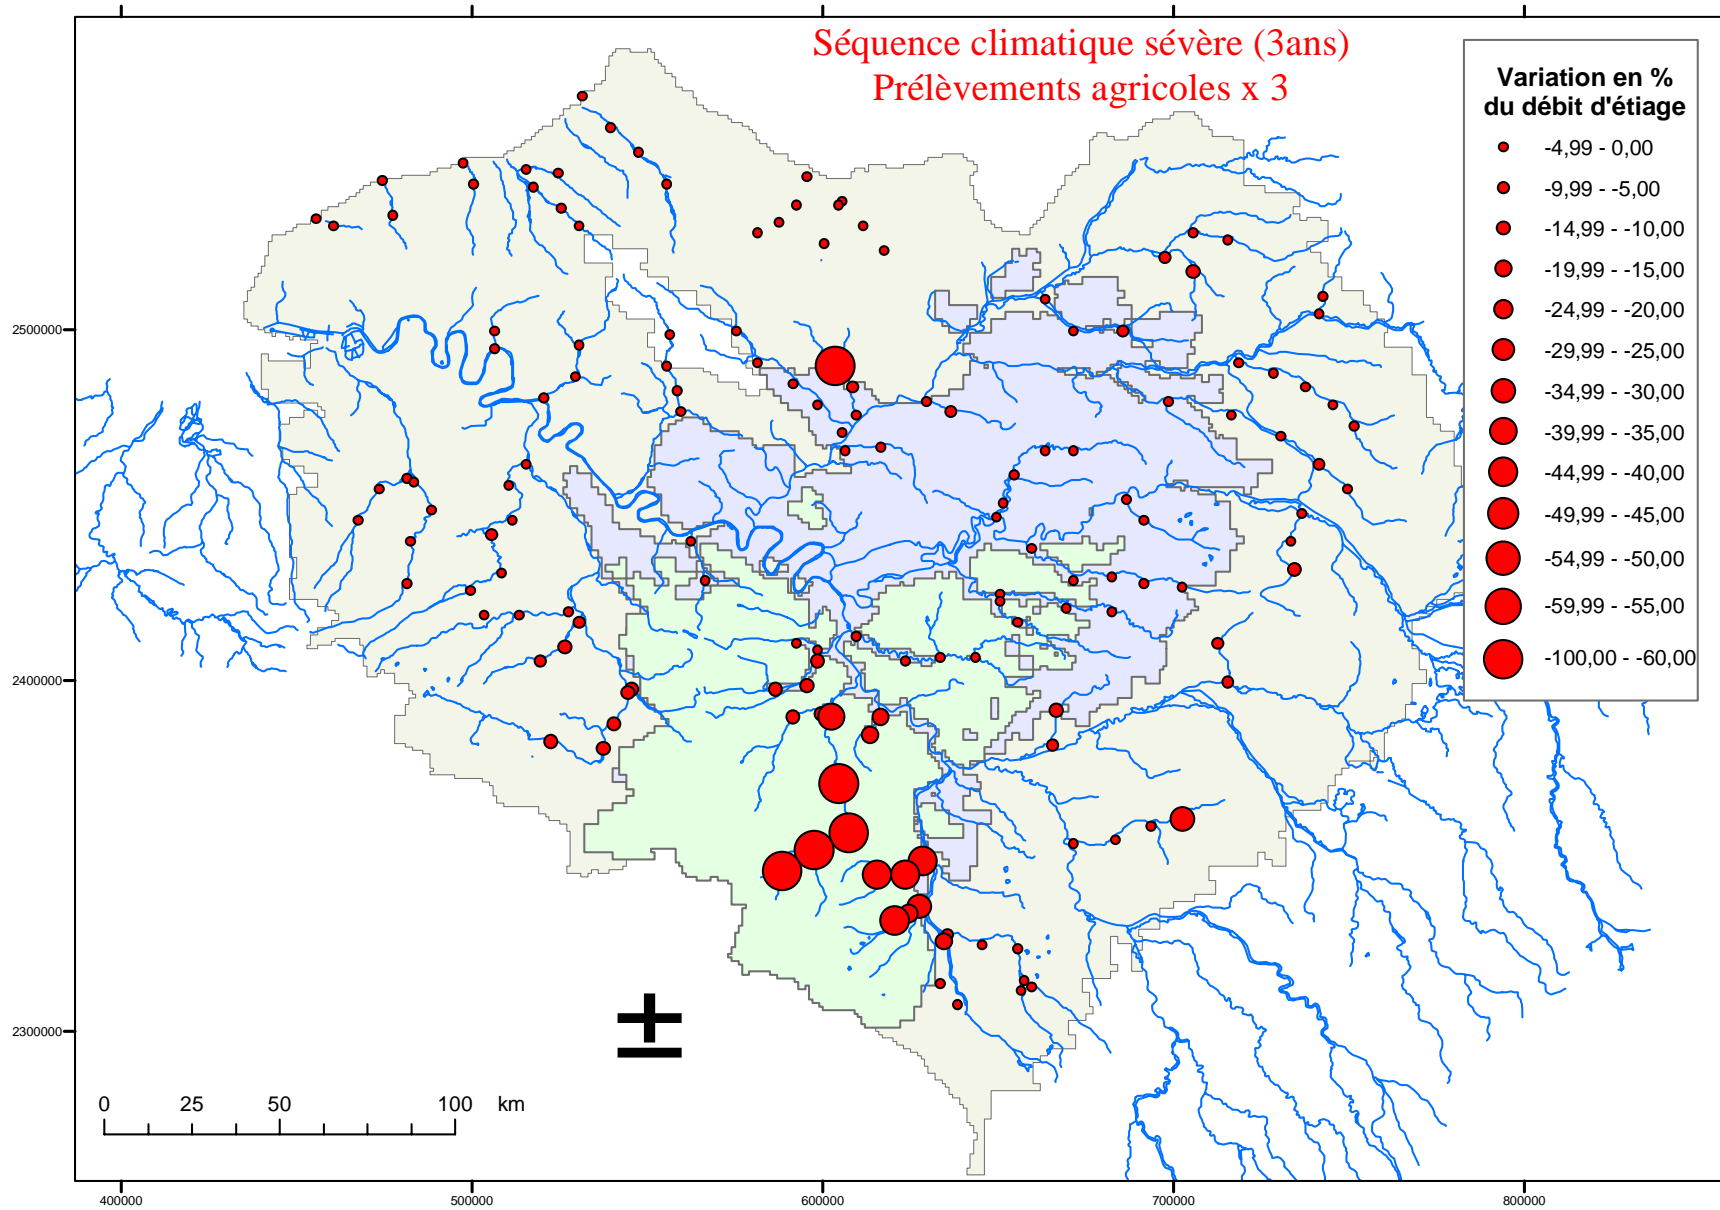 Séquence climatique sévère (3ans)
Prélèvements agricoles x 3
Variation en %
du débit d'étiage
-4,99 - 0,00
-9,99 - -5,00
-14,99 - -10,00
-19,99 - -15,00
-24,99 - -20,00
-29,99 - -25,00
-34,99 - -30,00
-39,99 - -35,00
-44,99 - -40,00
-49,99 - -45,00
-54,99 - -50,00
-59,99 - -55,00
-100,00 - -60,00
2500000
2400000
2300000
0 25 50 100 km
400000 500000 600000 700000 800000